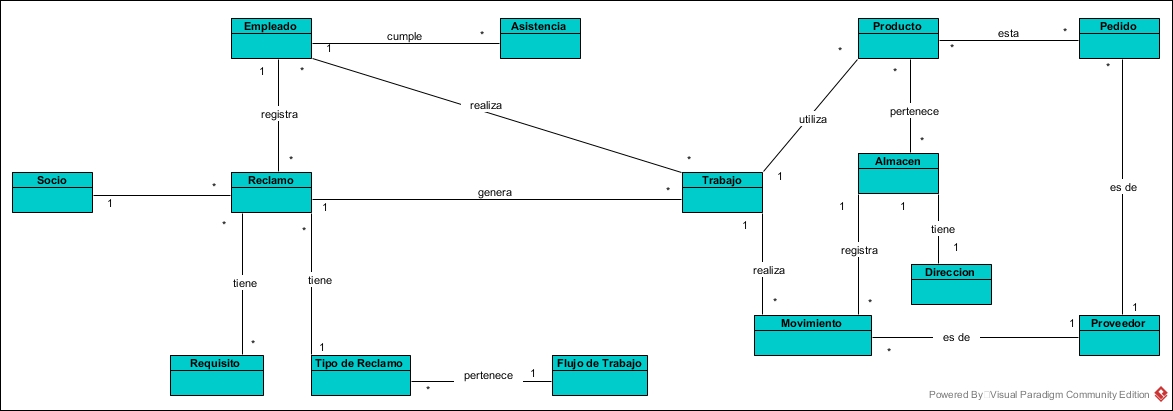 Empleado
Asistencia
Producto
Pedido
cumple
1
*
esta
*
*
*
1
*
*
*
realiza
pertenece
registra
utiliza
*
*
*
Almacen
Socio
Reclamo
Trabajo
1
*
*
genera
*
es de
1
1
1
1
*
*
1
tiene
1
registra
realiza
Direccion
tiene
tiene
*
*
1
Movimiento
1
Proveedor
es de
*
*
1
Requisito
Tipo de Reclamo
Flujo de Trabajo
pertenece
1
*
Powered By Visual Paradigm Community Edition